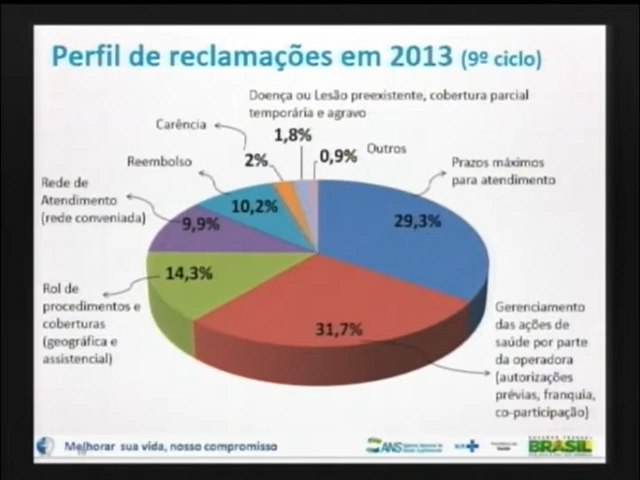 Perfil de reclamações em 2013 (9º ciclo)
Doença ou Lesão preexistente, cobertura parcial
temporária e agravo
Carência
1,8%
Outros
2%
0,9%
Reembolso
Prazos máximos
para atendimento
Rede de
Atendimento
(rede conveniada)
10,2%
29,3%
9,9%
14,3%
Rol de
procedimentos e
coberturas
(geográfica e
assistencial)
31,7%
Gerenciamento
das ações de
saúde por parte
da operadora
(autorizações
prévias, franquia,
co-participação)
Melhorar sua vida, nosso compromisso
ANS
SUS
BRASIL